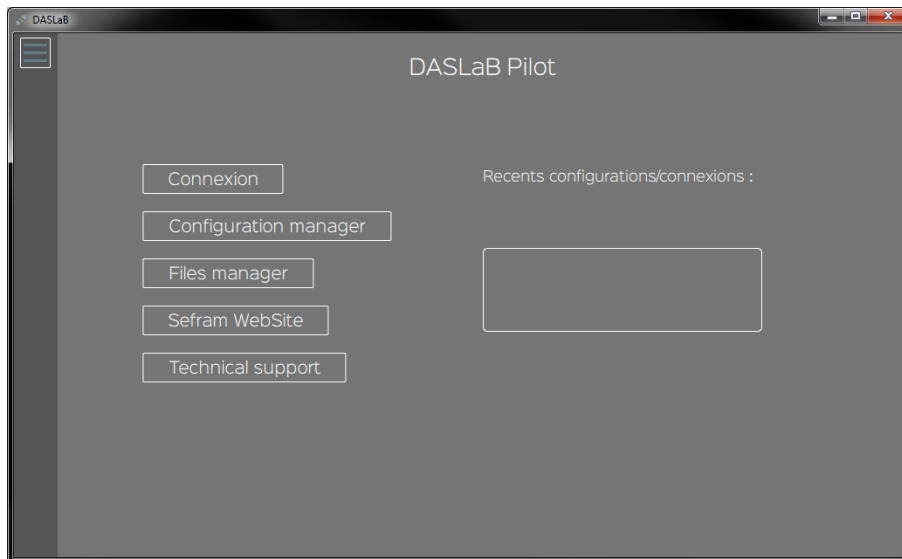 DASLaB
DASLaB Pilot
Connexion
Configuration manager
Files manager
Sefram WebSite
Technical support
Recents configurations/connexions :